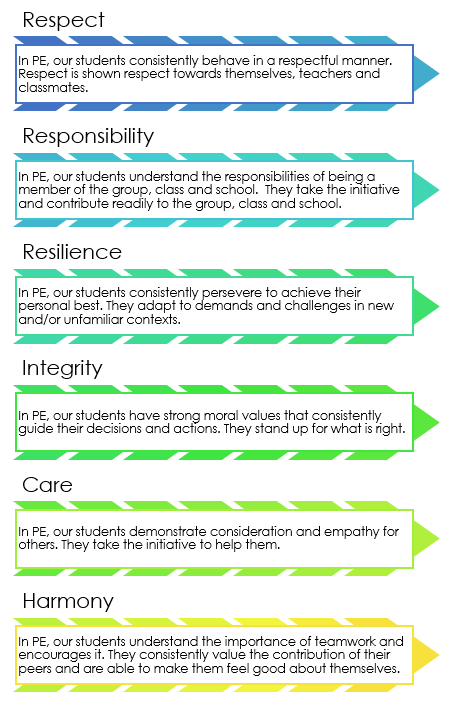 Respect
In PE, our students consistently behave in a respectful manner.
Respect is shown respect towards themselves, teachers and
classmates.
Responsibility
In PE, our students understand the responsibilities of being a
member of the group, class and school.  They take the initiative
and contribute readily to the group, class and school.
Resilience
In PE, our students consistently persevere to achieve their
personal best. They adapt to demands and challenges in new
and/or unfamiliar contexts.
Integrity
In PE, our students have strong moral values that consistently
guide their decisions and actions. They stand up for what is right.
Care
In PE, our students demonstrate consideration and empathy for
others. They take the initiative to help them.
Harmony
In PE, our students understand the importance of teamwork and
encourages it. They consistently value the contribution of their
peers and are able to make them feel good about themselves.